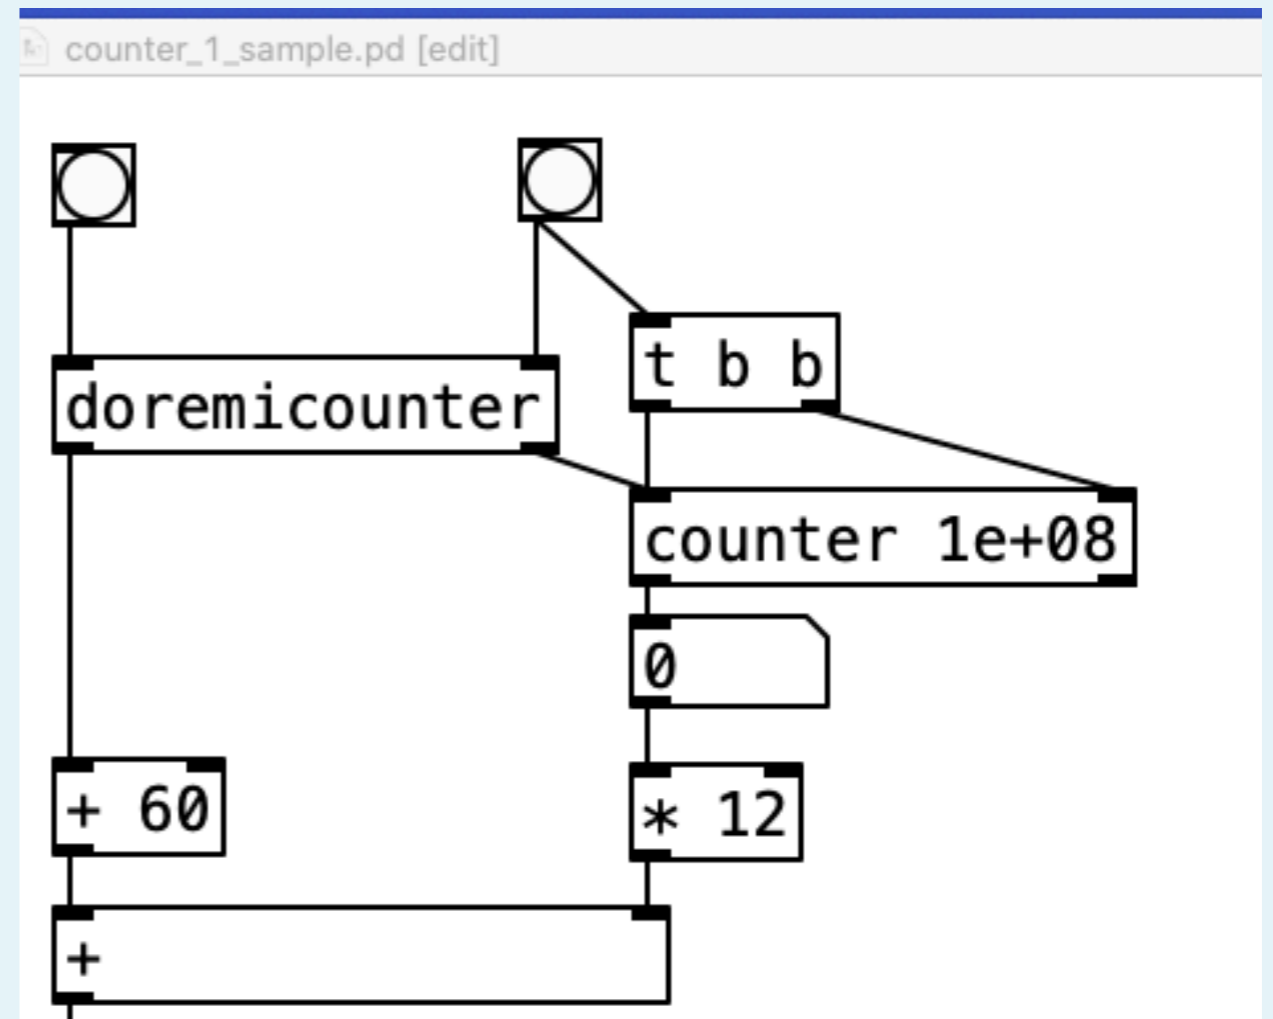 counter_1_sample.pd [edit]
t b b
doremicounter
counter 1e+08
0
+ 60
* 12
+